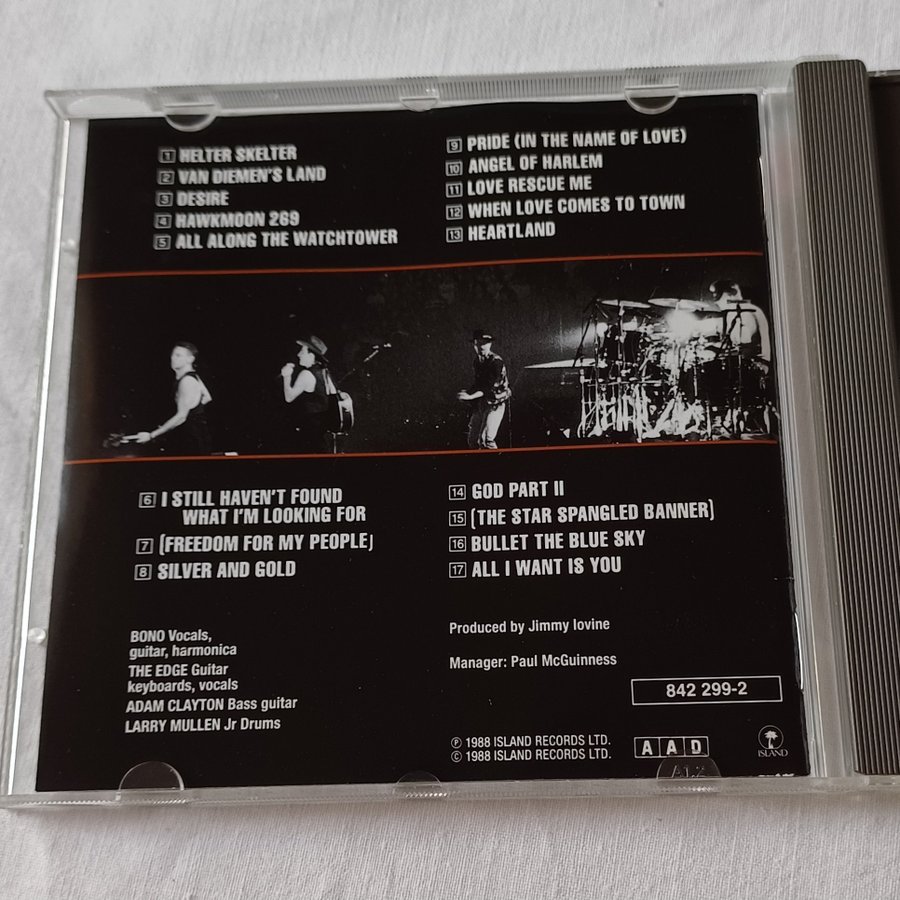 1 HELTER SKELTER
2 VAN DIEMEN'S LAND
3 DESIRE
4 HAWKMOON 269
5 ALL ALONG THE WATCHTOWER
9 PRIDE (IN THE NAME OF LOVE)
10 ANGEL OF HARLEM
11 LOVE RESCUE ME
12 WHEN LOVE COMES TO TOWN
13 HEARTLAND
6 I STILL HAVEN'T FOUND
WHAT I'M LOOKING FOR
7 (FREEDOM FOR MY PEOPLE)
8 SILVER AND GOLD
14 GOD PART II
15 (THE STAR SPANGLED BANNER)
16 BULLET THE BLUE SKY
17 ALL I WANT IS YOU
BONO Vocals,
guitar, harmonica
THE EDGE Guitar
keyboards, vocals
ADAM CLAYTON Bass guitar
LARRY MULLEN Jr Drums
Produced by Jimmy Iovine
Manager: Paul McGuinness
842 299-2
℗ 1988 ISLAND RECORDS LTD.
© 1988 ISLAND RECORDS LTD.
AAD
ISLAND